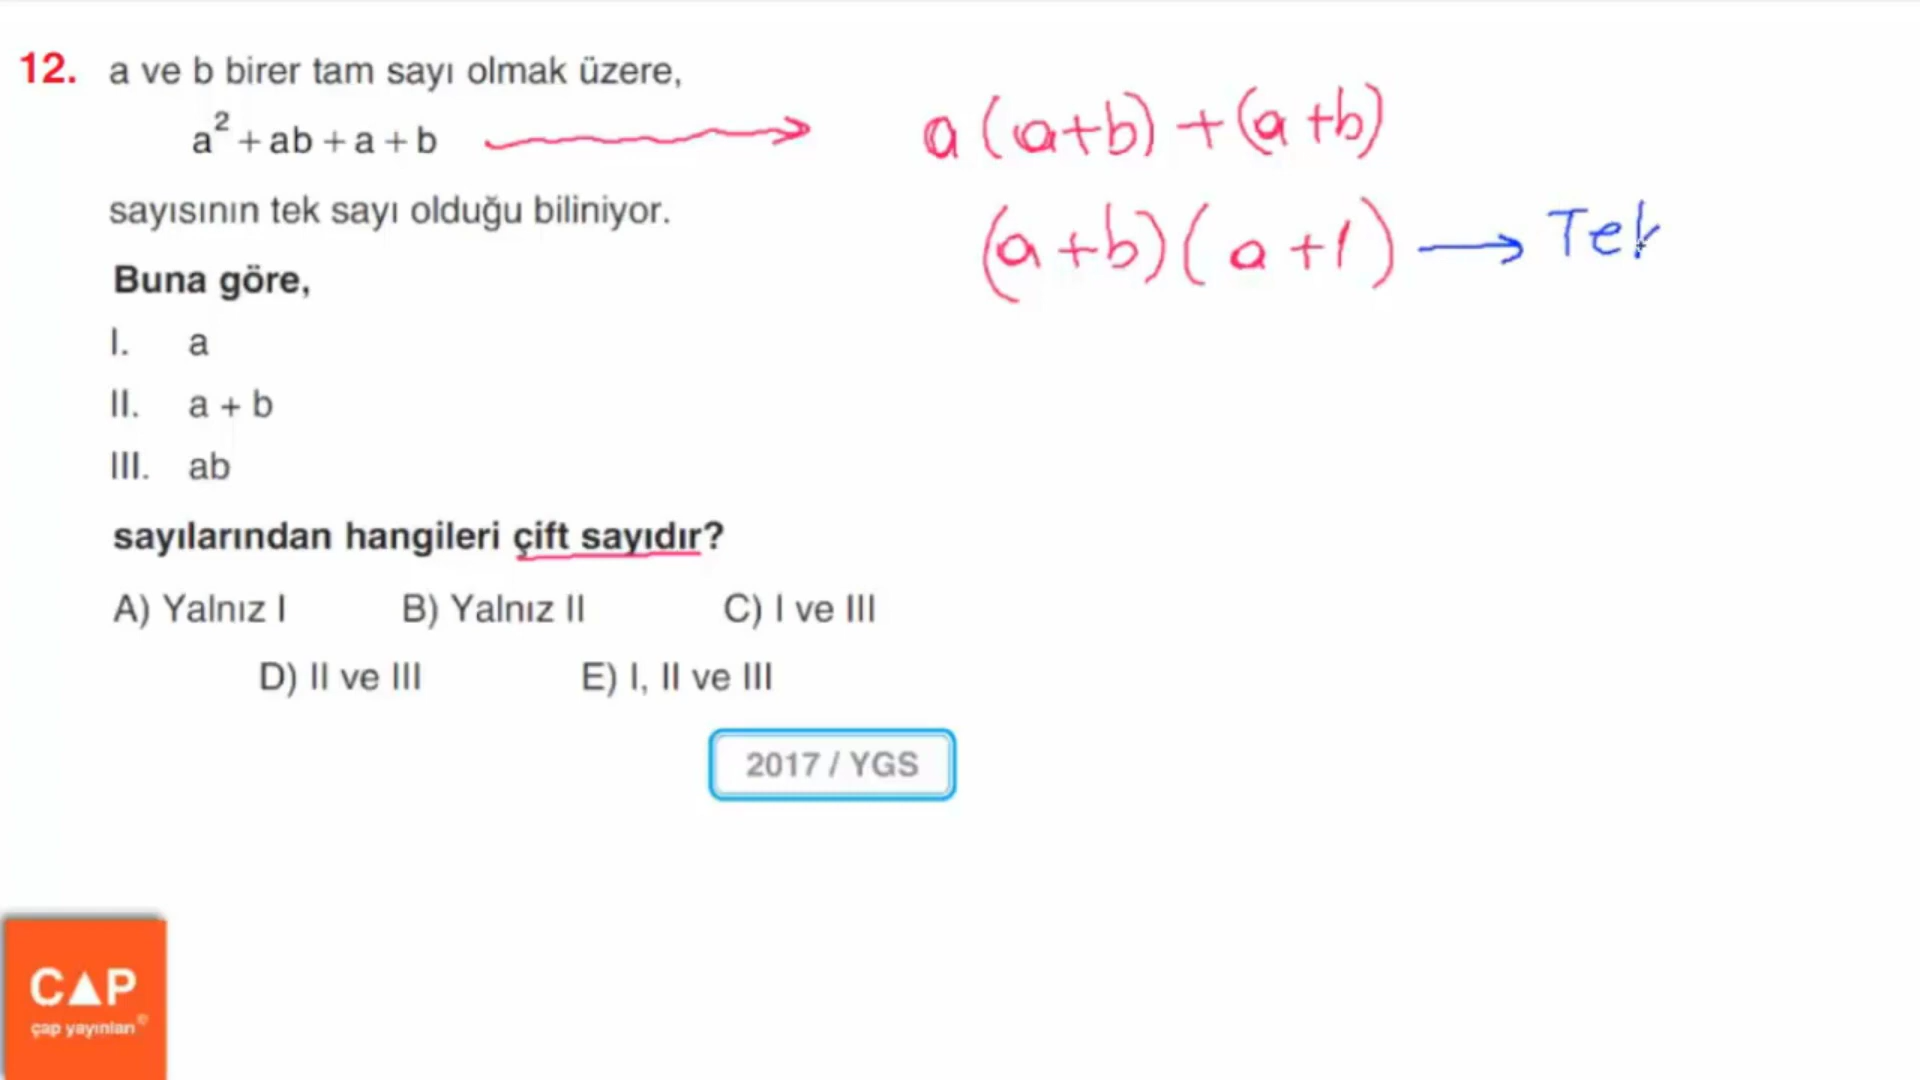 12. a ve b birer tam sayı olmak üzere,
a² + ab + a + b
a(a+b)+(a+b)
sayısının tek sayı olduğu biliniyor.
(a+b)(a+1) → Tek
Buna göre,
I. a
II. a + b
III. ab
sayılarından hangileri çift sayıdır?
A) Yalnız I B) Yalnız II C) I ve III
D) II ve III E) I, II ve III
2017 / YGS
CAP
çap yayınları©